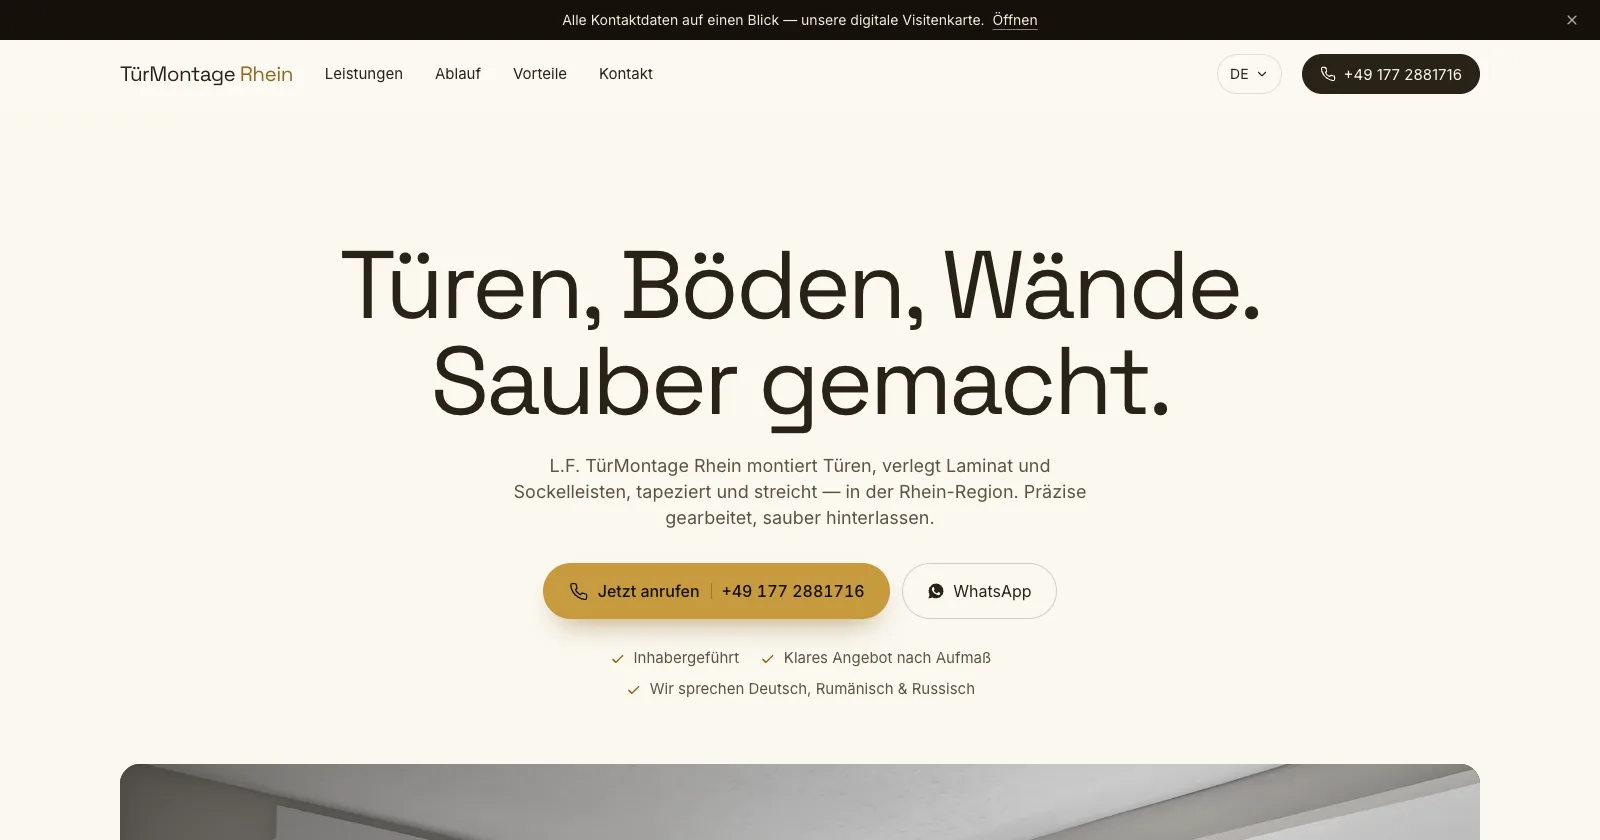 Alle Kontaktdaten auf einen Blick — unsere digitale Visitenkarte. Öffnen
TürMontage Rhein Leistungen Ablauf Vorteile Kontakt DE +49 177 2881716
Türen, Böden, Wände.
Sauber gemacht.
L.F. TürMontage Rhein montiert Türen, verlegt Laminat und
Sockelleisten, tapeziert und streicht — in der Rhein-Region. Präzise
gearbeitet, sauber hinterlassen.
Jetzt anrufen +49 177 2881716 WhatsApp
Inhabergeführt Klares Angebot nach Aufmaß
Wir sprechen Deutsch, Rumänisch & Russisch